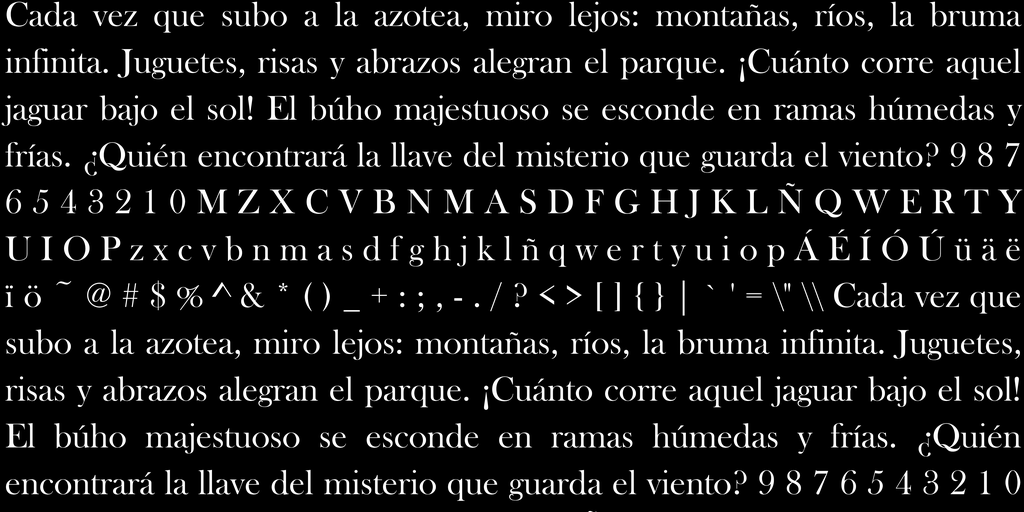 Cada vez que subo a la azotea, miro lejos: montañas, ríos, la bruma
infinita. Juguetes, risas y abrazos alegran el parque. ¡Cuánto corre aquel
jaguar bajo el sol! El búho majestuoso se esconde en ramas húmedas y
frías. ¿Quién encontrará la llave del misterio que guarda el viento? 9 8 7
6 5 4 3 2 1 0 M Z X C V B N M A S D F G H J K L Ñ Q W E R T Y
U I O P z x c v b n m a s d f g h j k l ñ q w e r t y u i o p Á É Í Ó Ú ü ä ë
ï ö ~ @ # $ % ^ & * ( ) _ + : ; , - . / ? < > [ ] { } | ` ' = \" \\ Cada vez que
subo a la azotea, miro lejos: montañas, ríos, la bruma infinita. Juguetes,
risas y abrazos alegran el parque. ¡Cuánto corre aquel jaguar bajo el sol!
El búho majestuoso se esconde en ramas húmedas y frías. ¿Quién
encontrará la llave del misterio que guarda el viento? 9 8 7 6 5 4 3 2 1 0